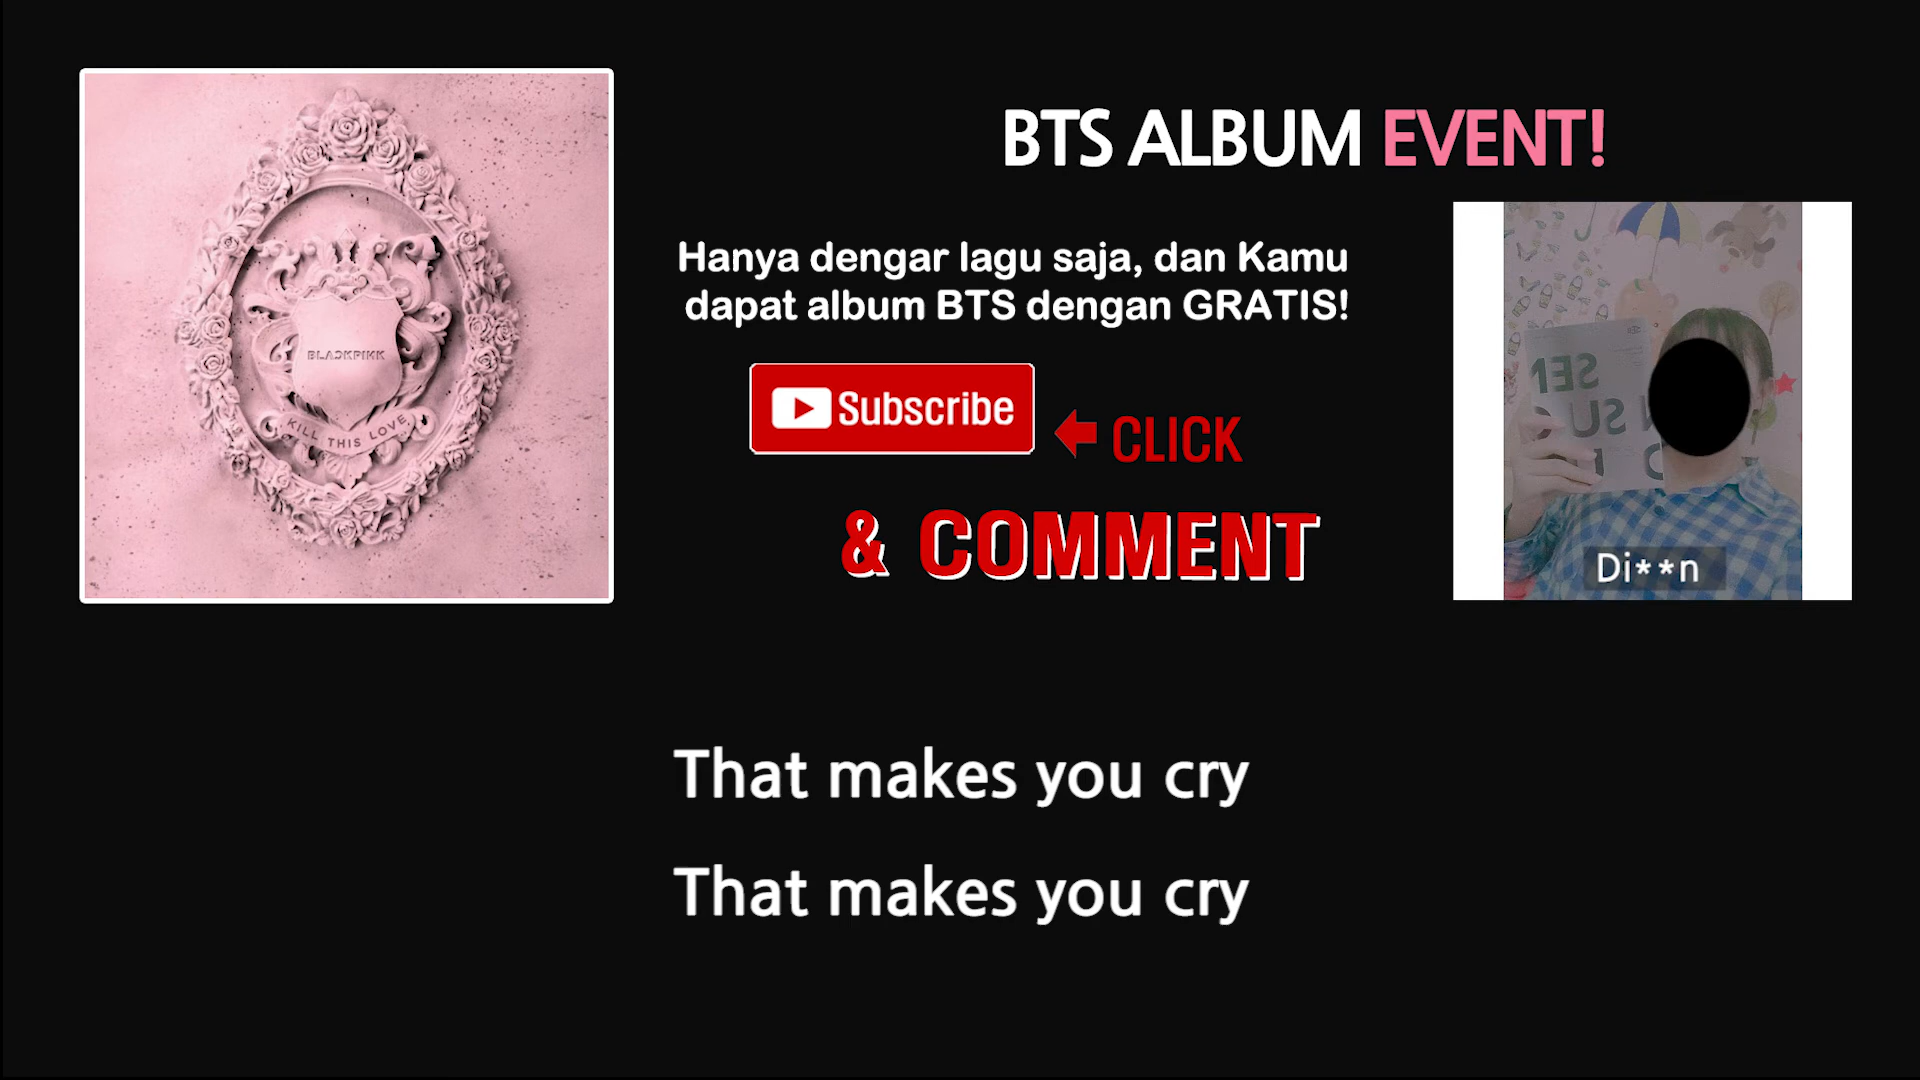 BLACKPINK
KILL THIS LOVE
BTS ALBUM EVENT!
Hanya dengar lagu saja, dan Kamu
dapat album BTS dengan GRATIS!
Subscribe
CLICK
& COMMENT
Di**n
That makes you cry
That makes you cry